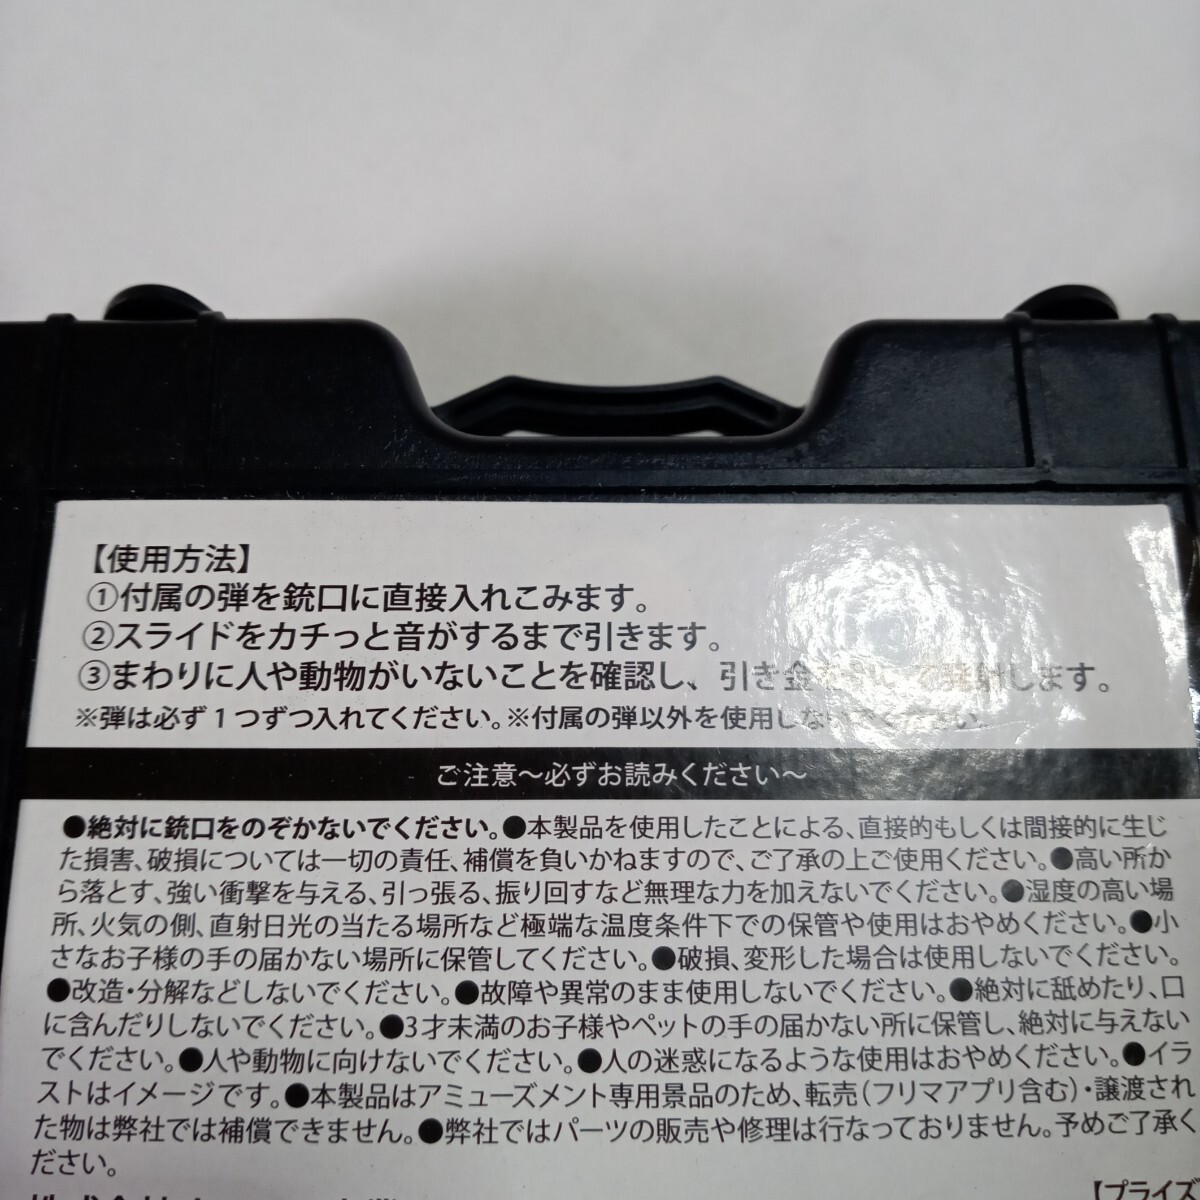 【使用方法】
①付属の弾を銃口に直接入れこみます。
②スライドをカチっと音がするまで引きます。
③まわりに人や動物がいないことを確認し、引き金を引いて発射します。
※弾は必ず1つずつ入れてください。※付属の弾以外を使用しないでください。
ご注意～必ずお読みください～
●絶対に銃口をのぞかないでください。●本製品を使用したことによる、直接的もしくは間接的に生じ
た損害、破損については一切の責任、補償を負いかねますので、ご了承の上ご使用ください。●高い所か
ら落とす、強い衝撃を与える、引っ張る、振り回すなど無理な力を加えないでください。●湿度の高い場
所、火気の側、直射日光の当たる場所など極端な温度条件下での保管や使用はおやめください。●小
さなお子様の手の届かない場所に保管してください。●破損、変形した場合は使用しないでください。
●改造・分解などしないでください。●故障や異常のまま使用しないでください。●絶対に舐めたり、口
に含んだりしないでください。●3才未満のお子様やペットの手の届かない所に保管し、絶対に与えない
でください。●人や動物に向けないでください。●人の迷惑になるような使用はおやめください。●イラ
ストはイメージです。●本製品はアミューズメント専用景品のため、転売(フリマアプリ含む)・譲渡され
た物は弊社では補償できません。●弊社ではパーツの販売や修理は行なっておりません。予めご了承く
ださい。
【プライズ